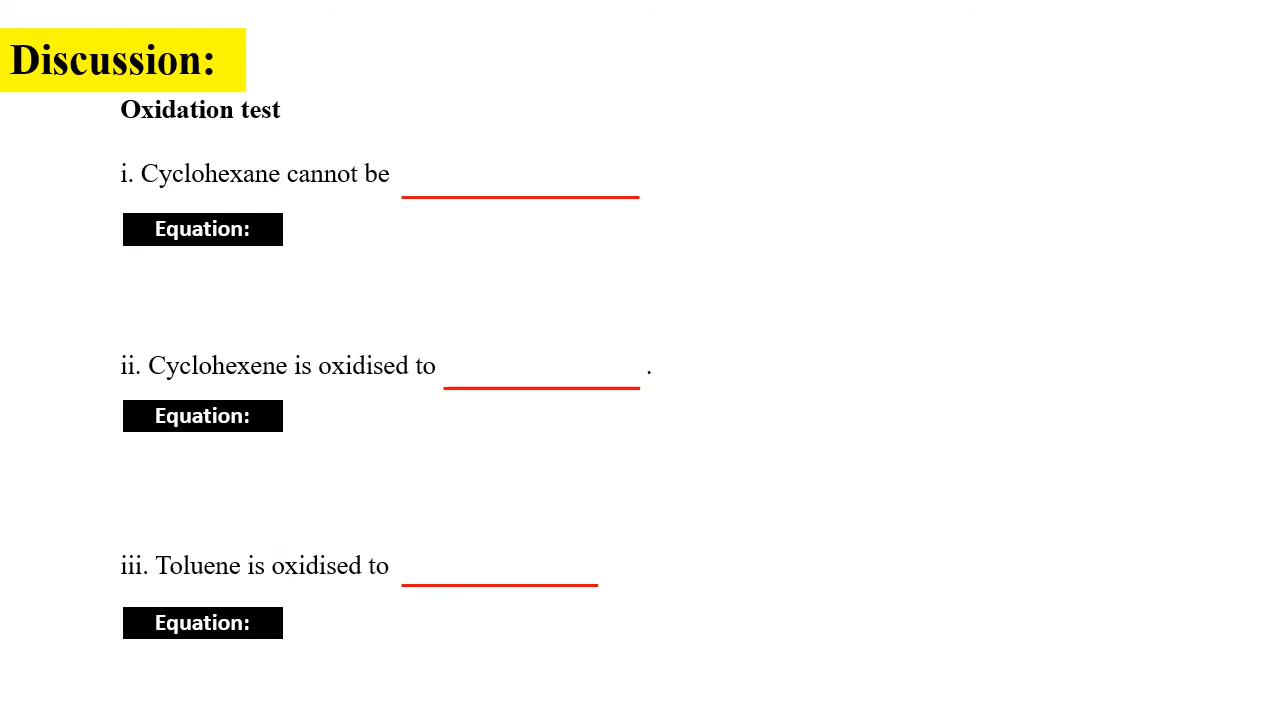 Discussion:
Oxidation test
i. Cyclohexane cannot be
Equation:
ii. Cyclohexene is oxidised to .
Equation:
iii. Toluene is oxidised to
Equation: